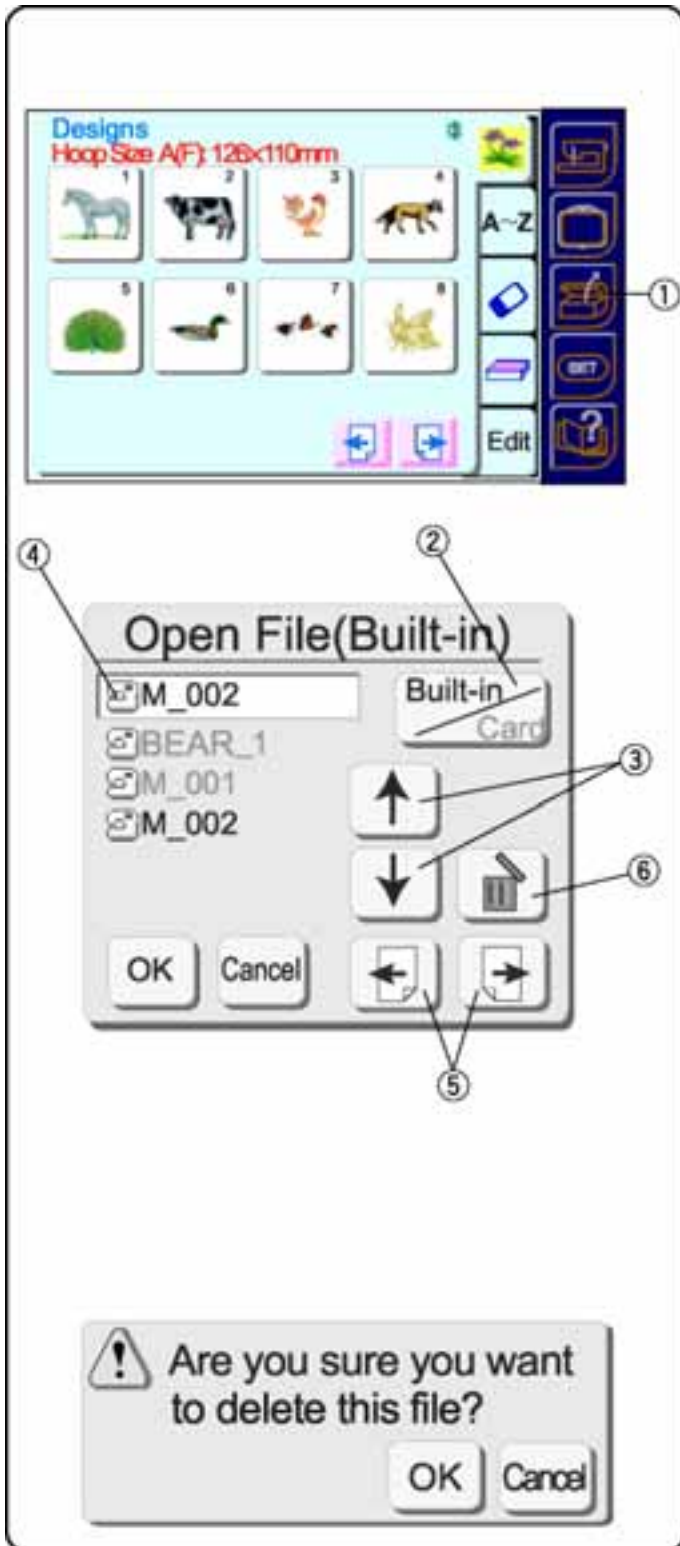 Designs
Hoop Size A(F): 126×110mm
1 2 3 4
A~Z
①
5 6 7 8
SET
?
Edit
④
②
Open File(Built-in)
M_002
Built-in
Card
BEAR_1
③
M_001
M_002
⑥
OK Cancel
⑤
! Are you sure you want
to delete this file?
OK Cancel